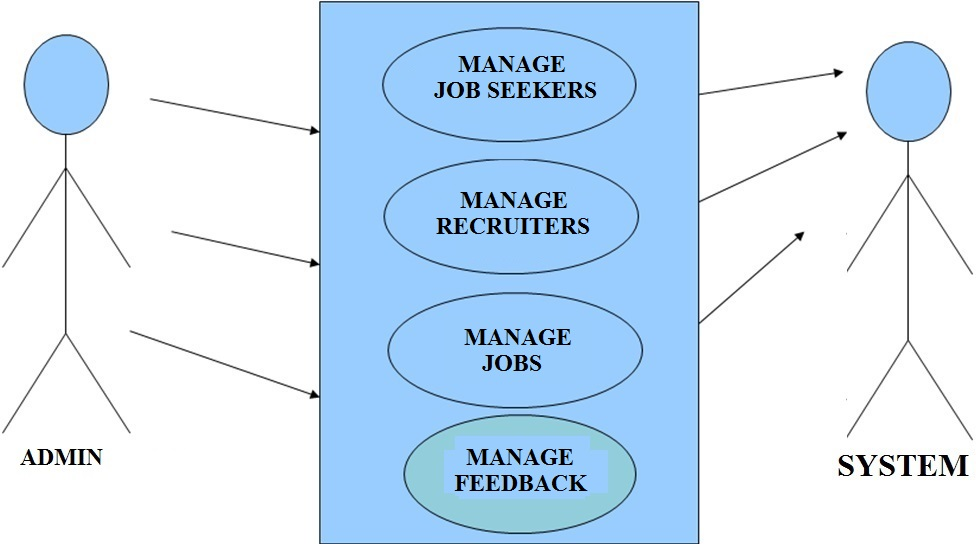 MANAGE
JOB SEEKERS
MANAGE
RECRUITERS
MANAGE
JOBS
MANAGE
FEEDBACK
ADMIN
SYSTEM